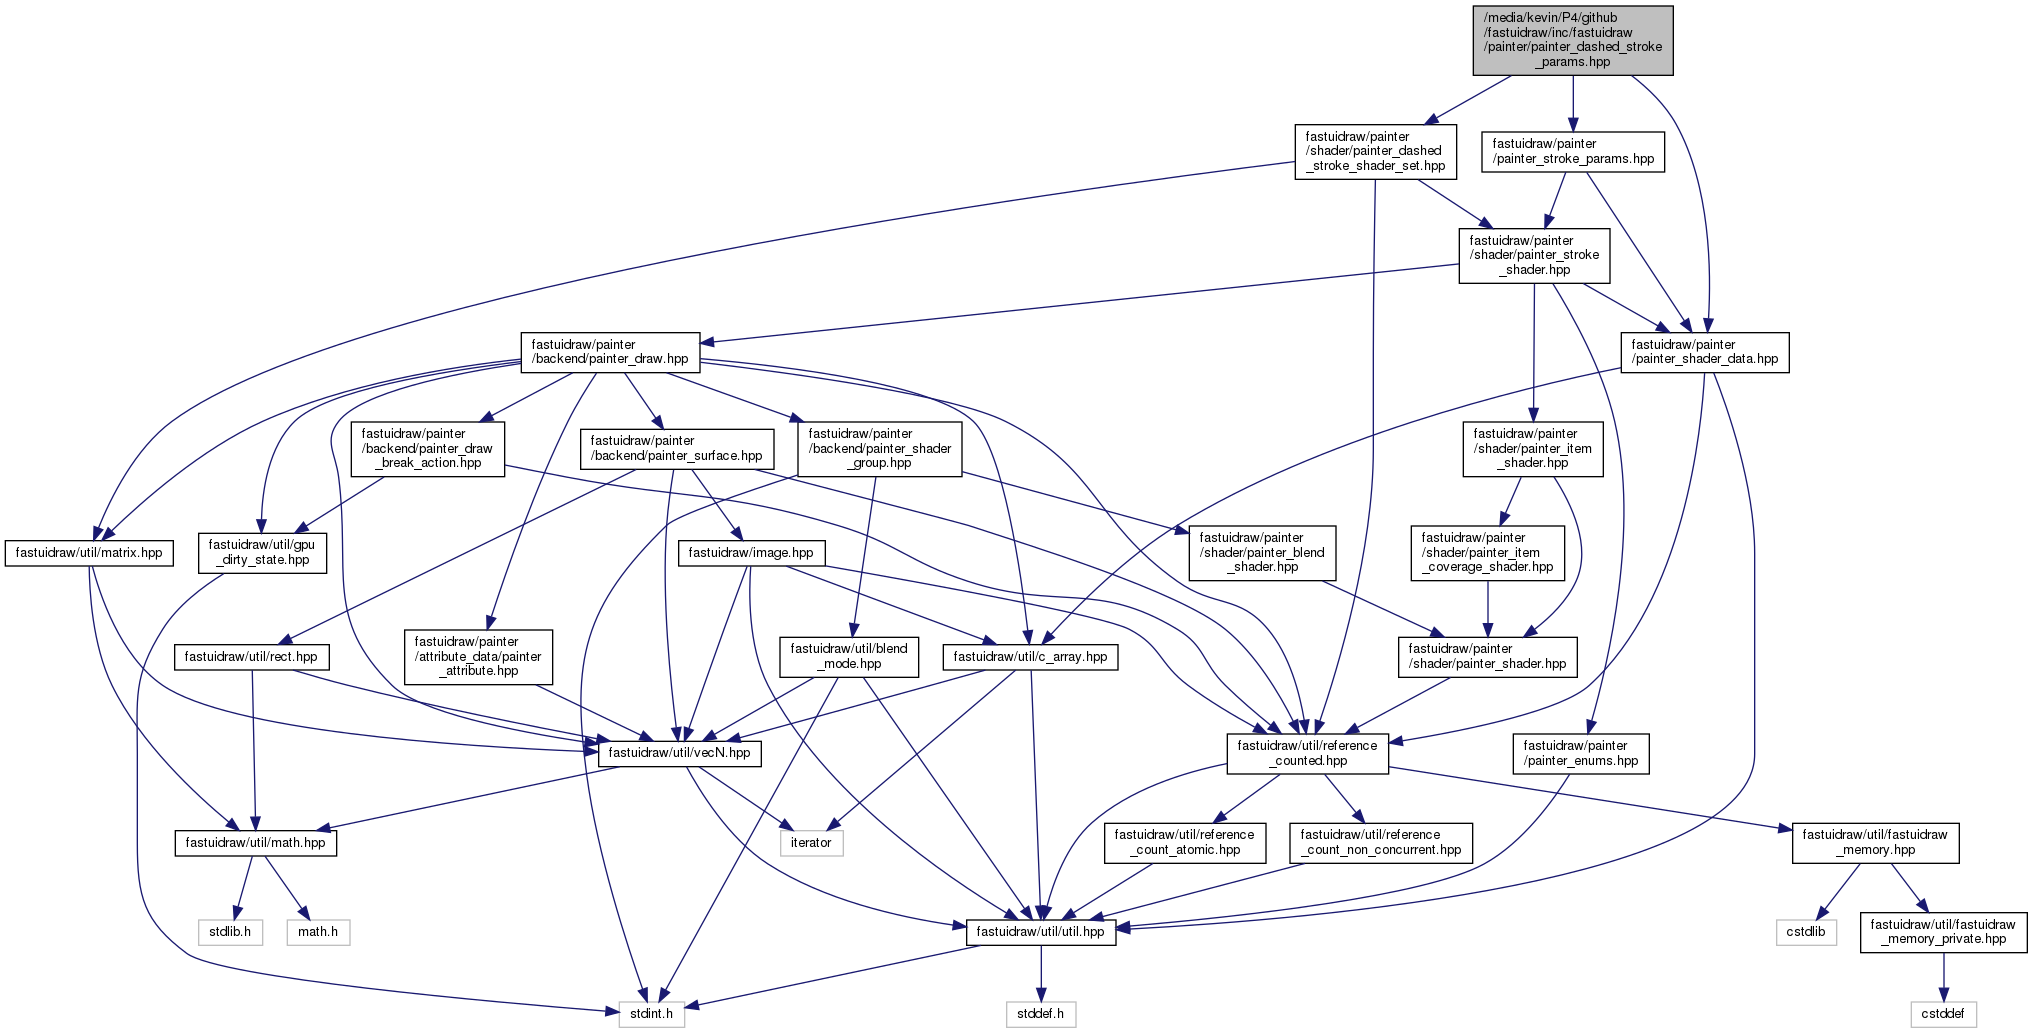 /media/kevin/P4/github
/fastuidraw/inc/fastuidraw
/painter/painter_dashed_stroke
_params.hpp
fastuidraw/painter
/shader/painter_dashed
_stroke_shader_set.hpp
fastuidraw/painter
/painter_stroke_params.hpp
fastuidraw/painter
/shader/painter_stroke
_shader.hpp
fastuidraw/painter
/backend/painter_draw.hpp
fastuidraw/painter
/painter_shader_data.hpp
fastuidraw/painter
/backend/painter_draw
_break_action.hpp
fastuidraw/painter
/backend/painter_surface.hpp
fastuidraw/painter
/backend/painter_shader
_group.hpp
fastuidraw/painter
/shader/painter_item
_shader.hpp
fastuidraw/util/matrix.hpp
fastuidraw/util/gpu
_dirty_state.hpp
fastuidraw/image.hpp
fastuidraw/painter
/shader/painter_blend
_shader.hpp
fastuidraw/painter
/shader/painter_item
_coverage_shader.hpp
fastuidraw/util/rect.hpp
fastuidraw/painter
/attribute_data/painter
_attribute.hpp
fastuidraw/util/blend
_mode.hpp
fastuidraw/util/c_array.hpp
fastuidraw/painter
/shader/painter_shader.hpp
fastuidraw/util/vecN.hpp
fastuidraw/util/reference
_counted.hpp
fastuidraw/painter
/painter_enums.hpp
fastuidraw/util/math.hpp
iterator
fastuidraw/util/reference
_count_atomic.hpp
fastuidraw/util/reference
_count_non_concurrent.hpp
fastuidraw/util/fastuidraw
_memory.hpp
stdlib.h
math.h
fastuidraw/util/util.hpp
cstdlib
fastuidraw/util/fastuidraw
_memory_private.hpp
stdint.h
stddef.h
cstddef